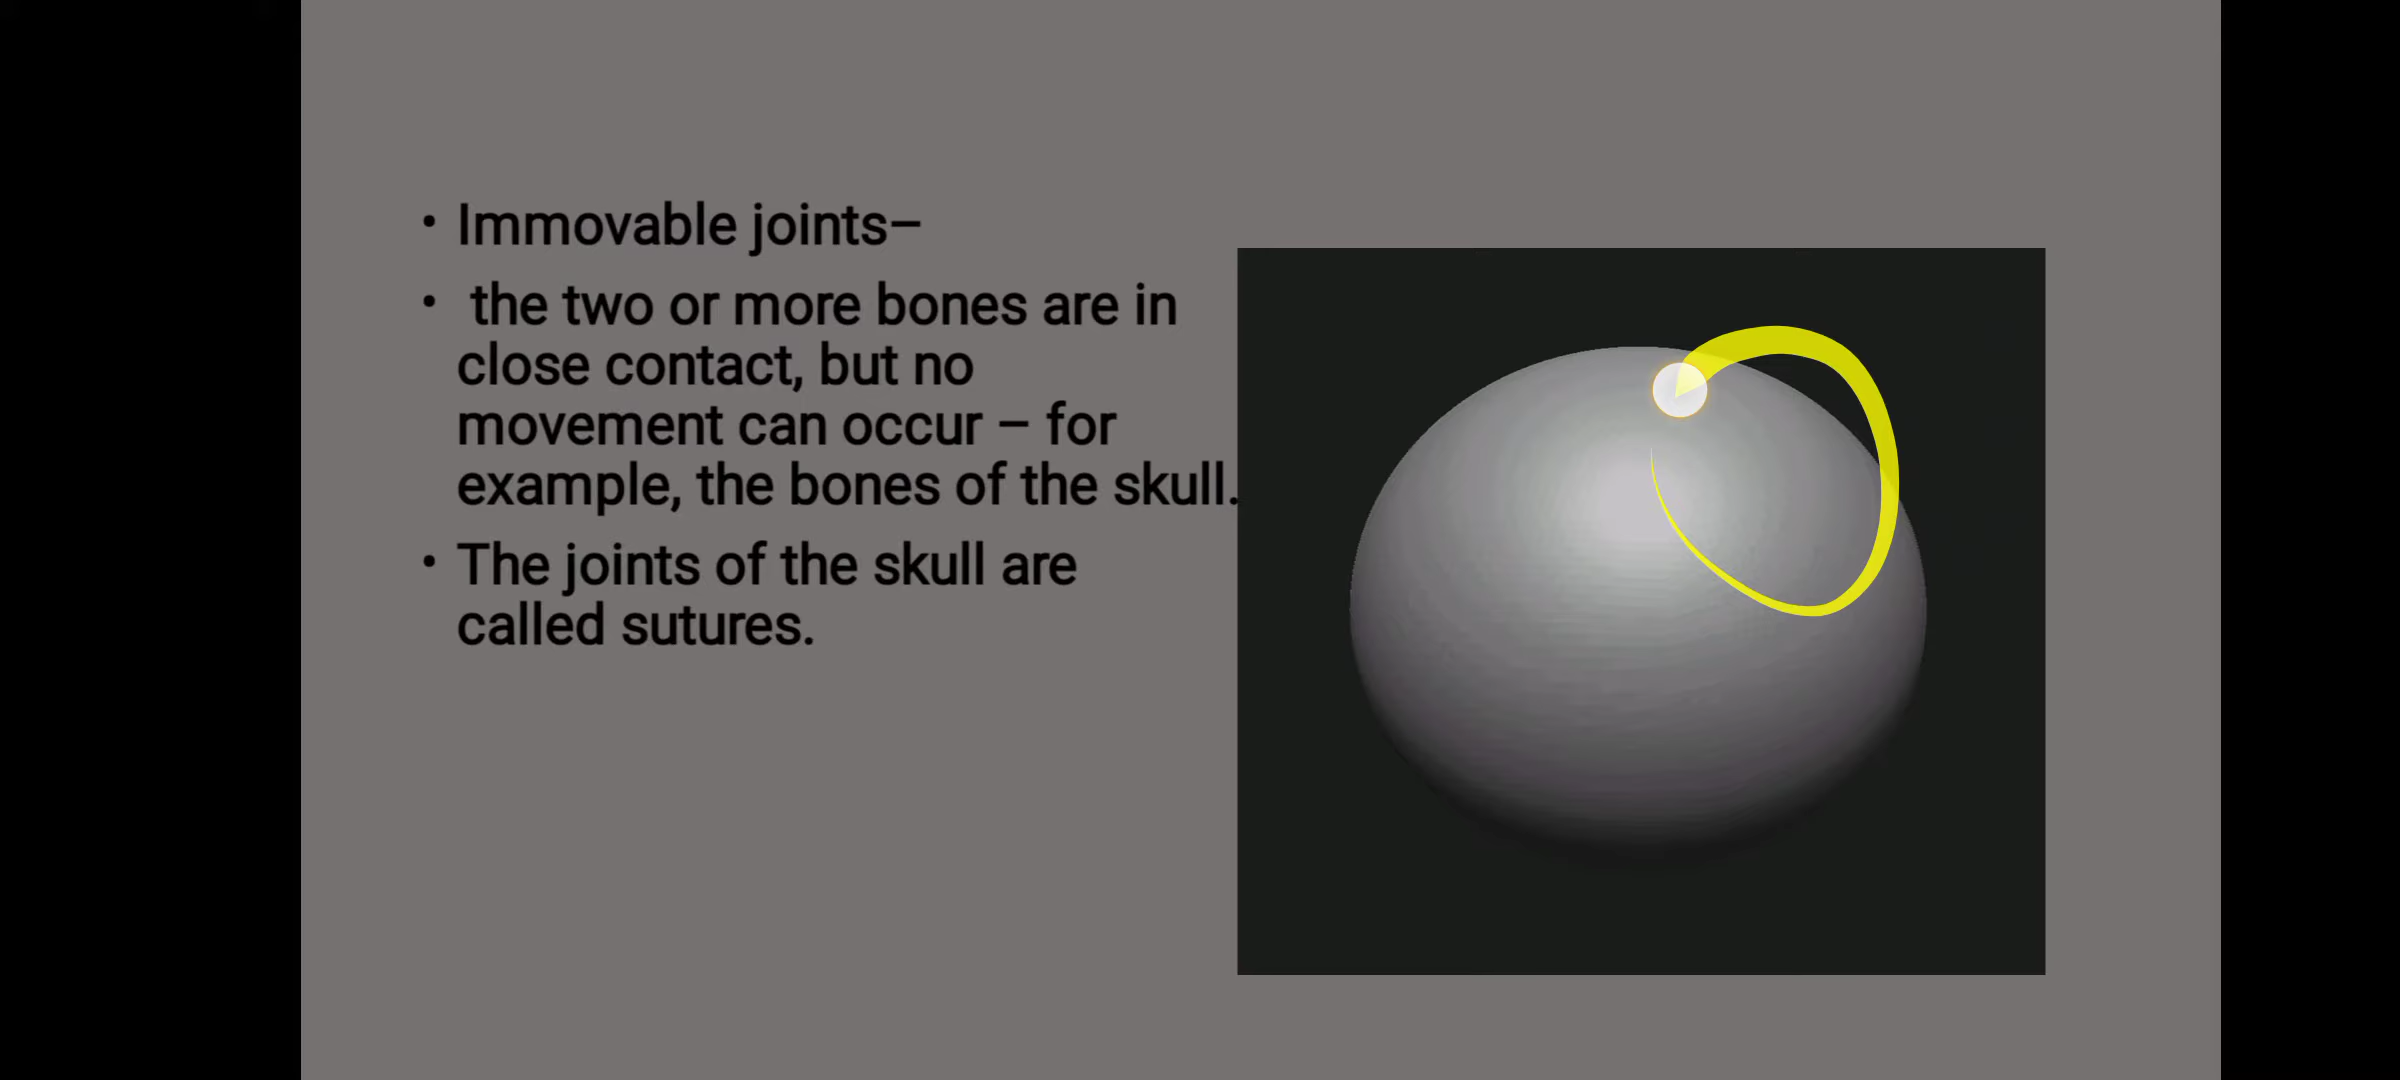 • Immovable joints–
• the two or more bones are in
close contact, but no
movement can occur – for
example, the bones of the skull.
• The joints of the skull are
called sutures.